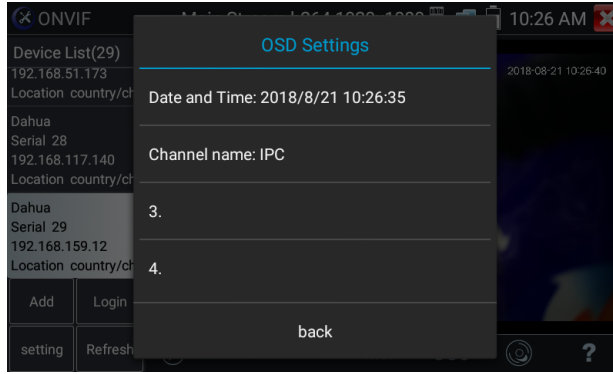 ONVIF
10:26 AM
Device List(29)
192.168.51.173
Location country/ch
Dahua
Serial 28
192.168.117.140
Location country/ch
Dahua
Serial 29
192.168.159.12
Location country/ch
Add
Login
setting
Refresh
OSD Settings
Date and Time: 2018/8/21 10:26:35
Channel name: IPC
3.
4.
back
2018-08-21 10:26:40
?